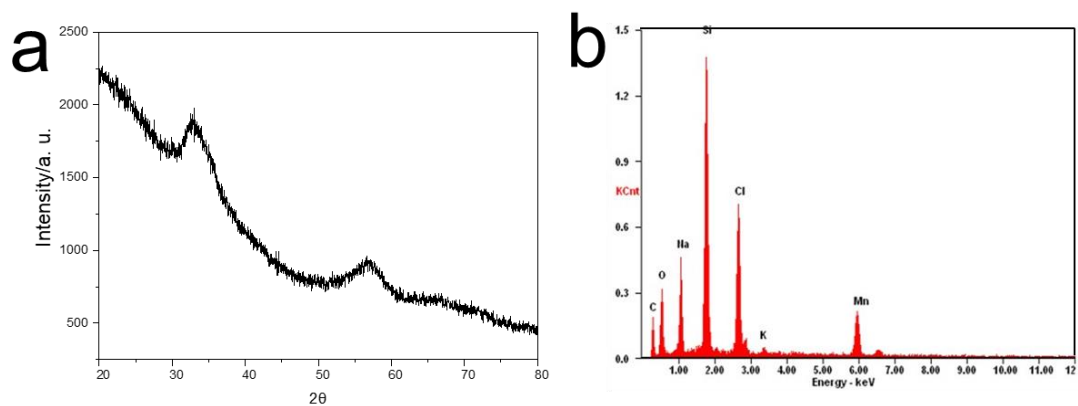 a
2500
2000
1500
1000
500
Intensity/a. u.
20 30 40 50 60 70 80
2θ
b
1.5
1.2
0.9
KCnt
0.6
0.3
0.0
Si
Cl
Na
O
C
K
Mn
1.00 2.00 3.00 4.00 5.00 6.00 7.00 8.00 9.00 10.00 11.00 12
Energy - keV